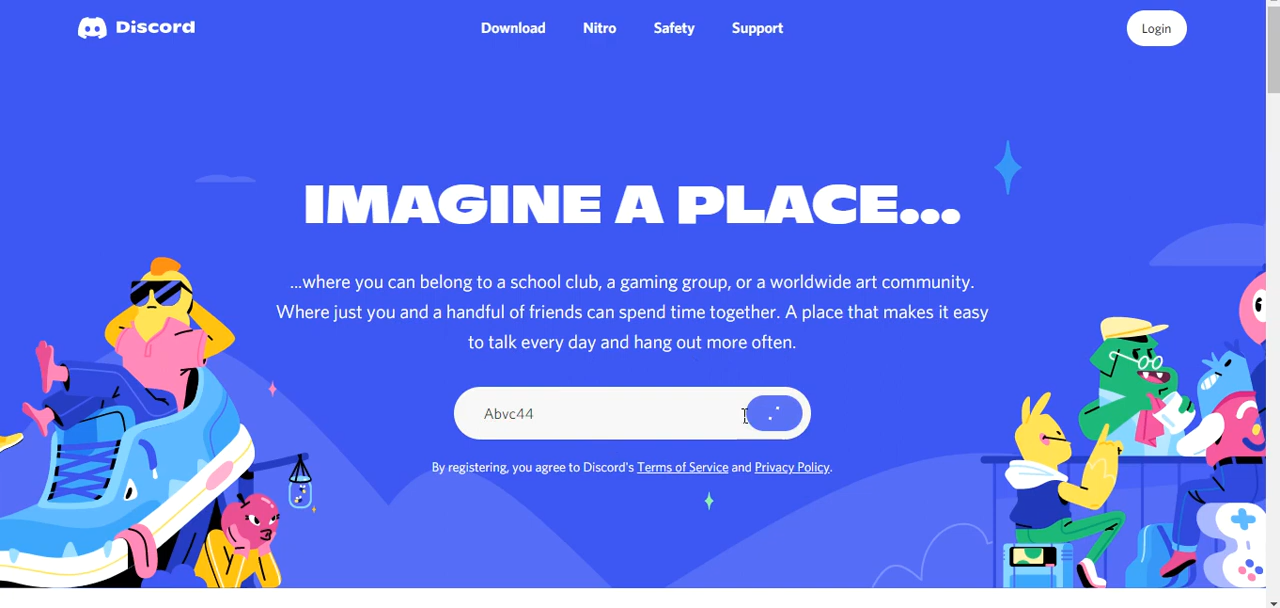 Discord
Download Nitro Safety Support
Login
IMAGINE A PLACE...
...where you can belong to a school club, a gaming group, or a worldwide art community.
Where just you and a handful of friends can spend time together. A place that makes it easy
to talk every day and hang out more often.
Abvc44
By registering, you agree to Discord's Terms of Service and Privacy Policy.